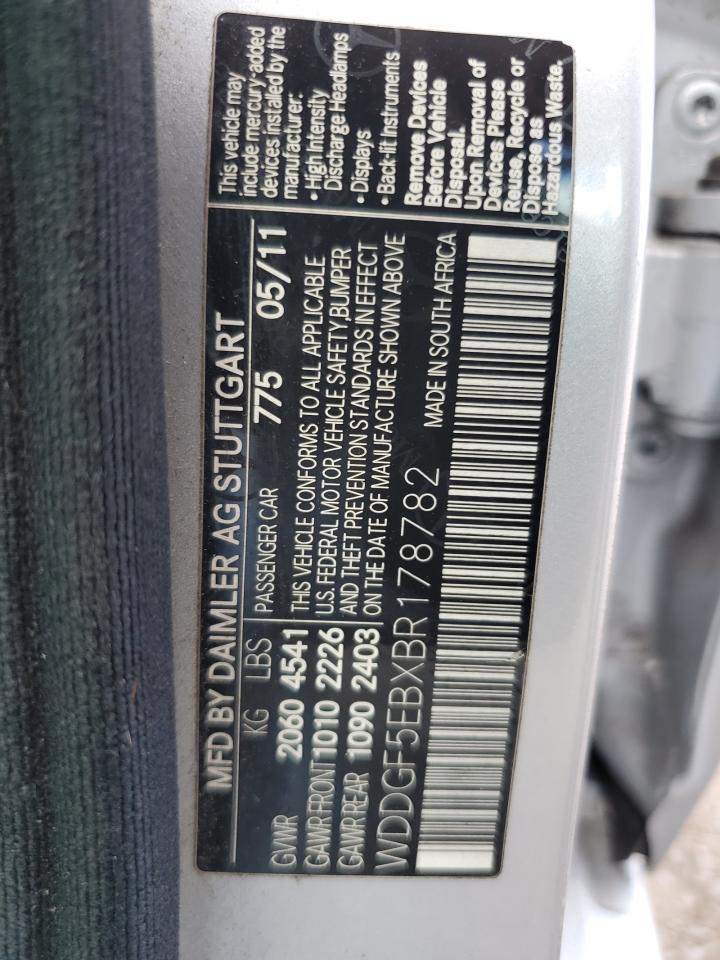 MFD BY DAIMLER AG STUTTGART
KG LBS PASSENGER CAR 775 05/11
GVWR 2060 4541 THIS VEHICLE CONFORMS TO ALL APPLICABLE
GAWR FRONT 1010 2226 U.S. FEDERAL MOTOR VEHICLE SAFETY,BUMPER
GAWR REAR 1090 2403 AND THEFT PREVENTION STANDARDS IN EFFECT
ON THE DATE OF MANUFACTURE SHOWN ABOVE
WDDGF5EBXBR178782 MADE IN SOUTH AFRICA
This vehicle may
include mercury-added
devices installed by the
manufacturer:
• High Intensity
Discharge Headlamps
• Displays
• Back-lit Instruments
Remove Devices
Before Vehicle
Disposal.
Upon Removal of
Devices Please
Reuse, Recycle or
Dispose as
Hazardous Waste.